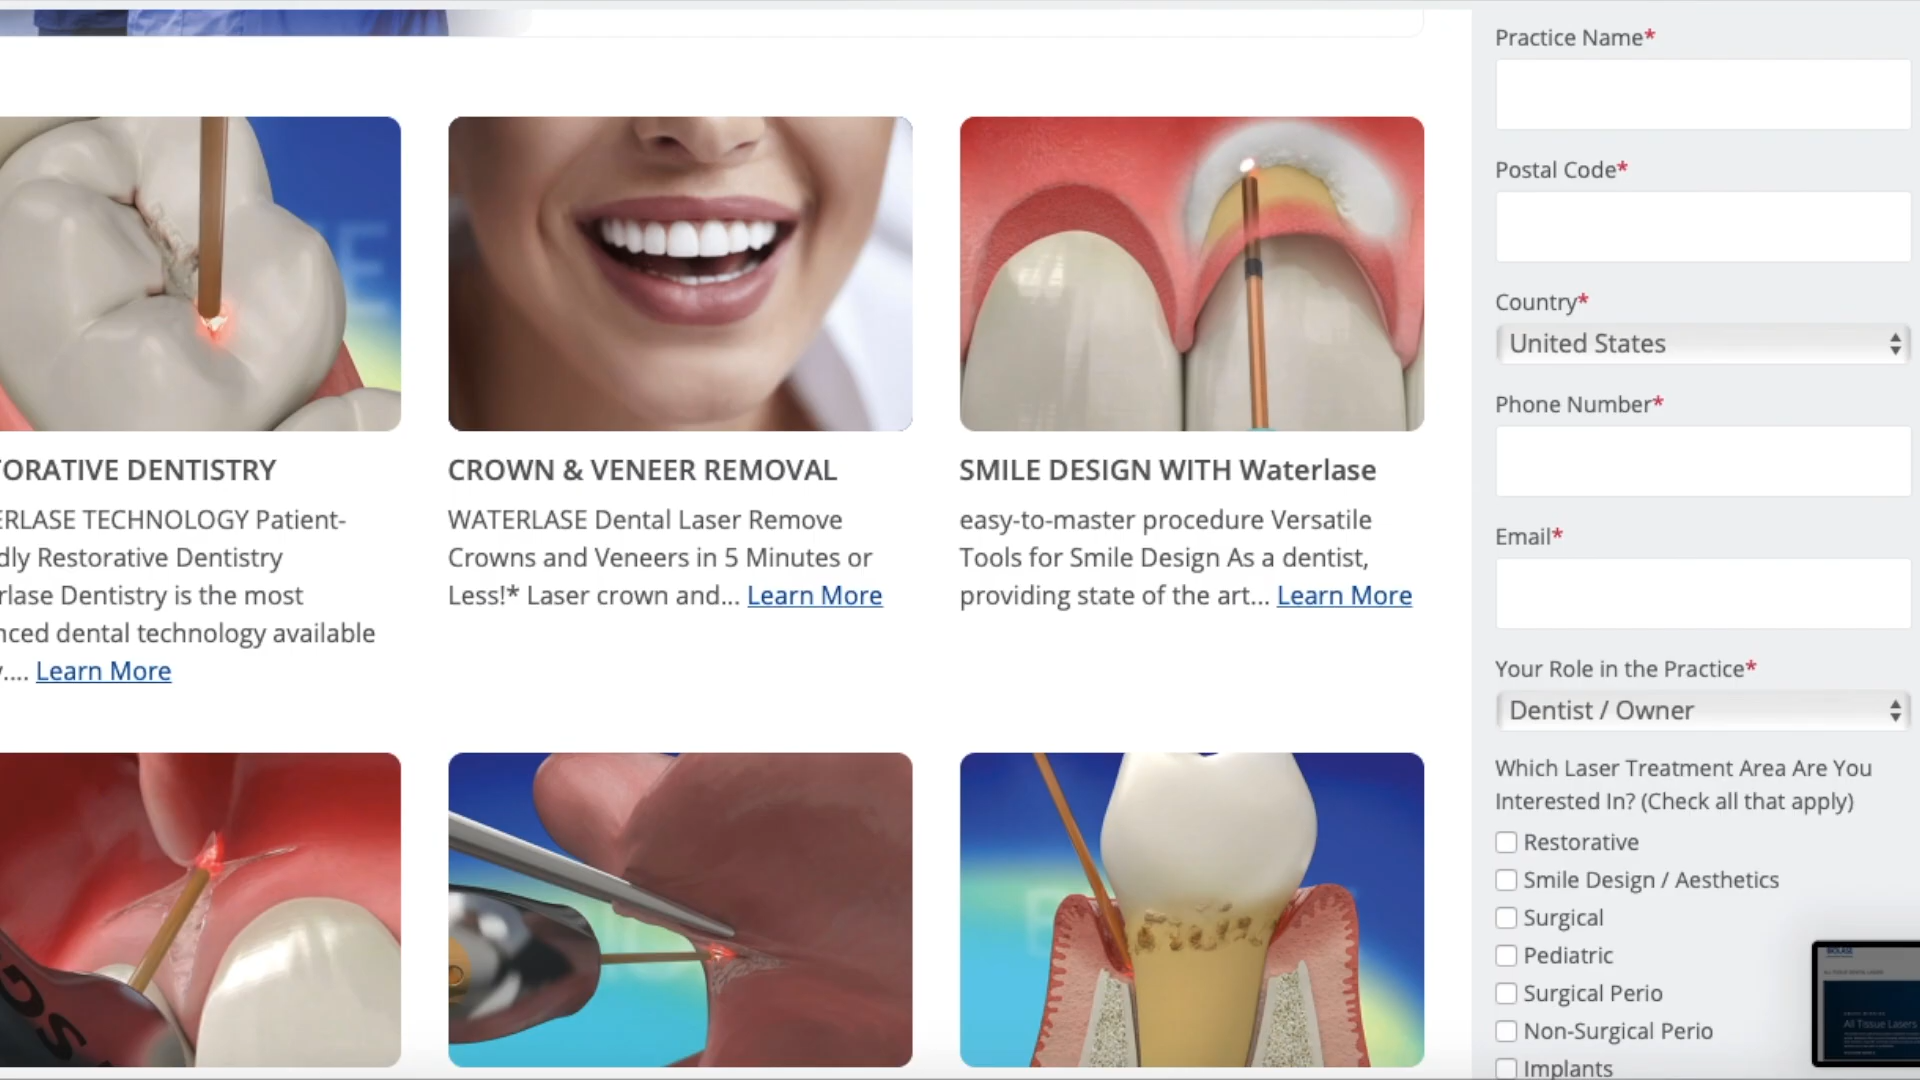 TORATIVE DENTISTRY
ERLASE TECHNOLOGY Patient-
dly Restorative Dentistry
rlase Dentistry is the most
nced dental technology available
.... Learn More
CROWN & VENEER REMOVAL
WATERLASE Dental Laser Remove
Crowns and Veneers in 5 Minutes or
Less!* Laser crown and... Learn More
SMILE DESIGN WITH Waterlase
easy-to-master procedure Versatile
Tools for Smile Design As a dentist,
providing state of the art... Learn More
Practice Name*
Postal Code*
Country*
United States
Phone Number*
Email*
Your Role in the Practice*
Dentist / Owner
Which Laser Treatment Area Are You
Interested In? (Check all that apply)
Restorative
Smile Design / Aesthetics
Surgical
Pediatric
Surgical Perio
Non-Surgical Perio
Implants
All Tissue Lasers